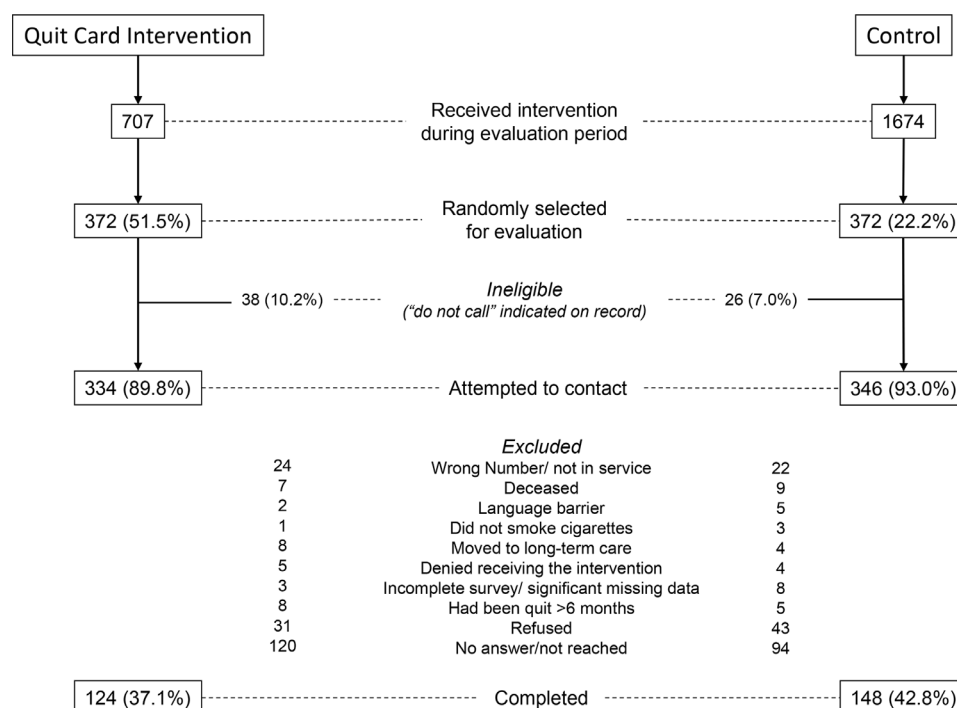 Quit Card Intervention Control
707 Received intervention 1674
during evaluation period
372 (51.5%) Randomly selected 372 (22.2%)
for evaluation
38 (10.2%) Ineligible 26 (7.0%)
(“do not call” indicated on record)
334 (89.8%) Attempted to contact 346 (93.0%)
Excluded
24 Wrong Number/ not in service 22
7 Deceased 9
2 Language barrier 5
1 Did not smoke cigarettes 3
8 Moved to long-term care 4
5 Denied receiving the intervention 4
3 Incomplete survey/ significant missing data 8
8 Had been quit >6 months 5
31 Refused 43
120 No answer/not reached 94
124 (37.1%) Completed 148 (42.8%)